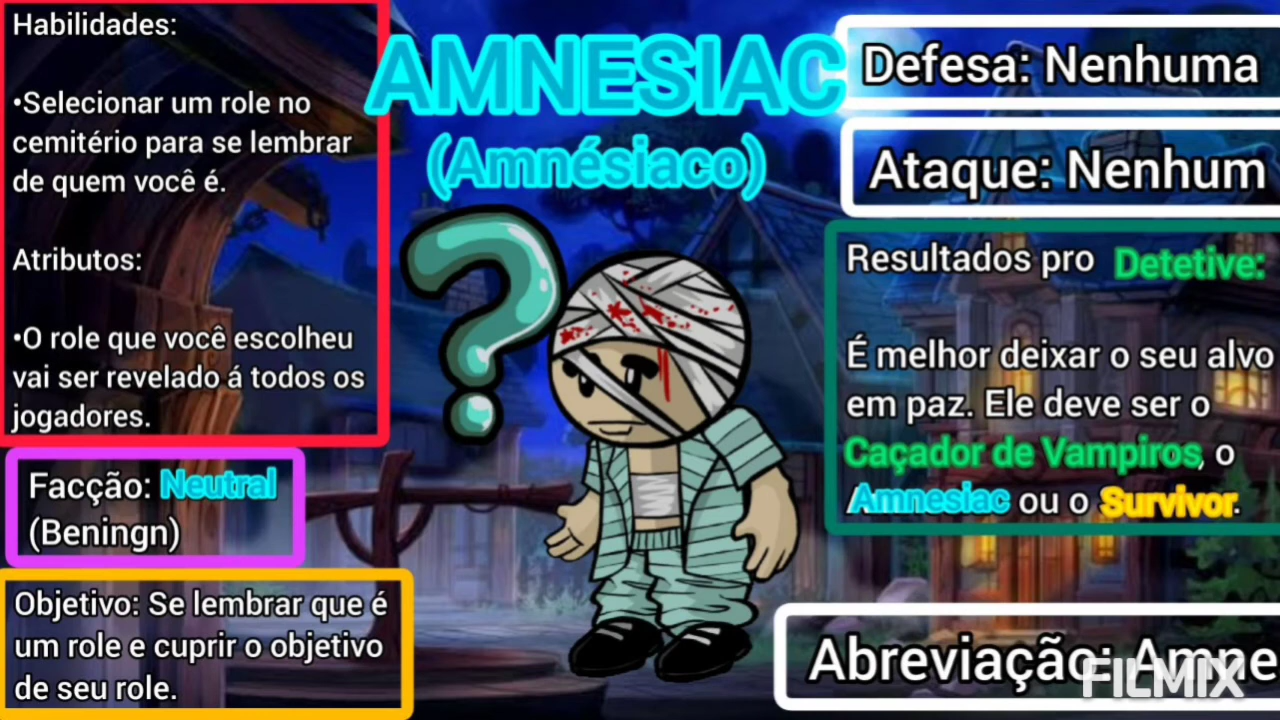 Habilidades:
•Selecionar um role no
cemitério para se lembrar
de quem você é.
Atributos:
•O role que você escolheu
vai ser revelado á todos os
jogadores.
Facção: Neutral
(Beningn)
Objetivo: Se lembrar que é
um role e cuprir o objetivo
de seu role.
AMNESIAC
(Amnésiaco)
?
Defesa: Nenhuma
Ataque: Nenhum
Resultados pro Detetive:
É melhor deixar o seu alvo
em paz. Ele deve ser o
Caçador de Vampiros, o
Amnesiac ou o Survivor.
Abreviação: Amne
FILMIX